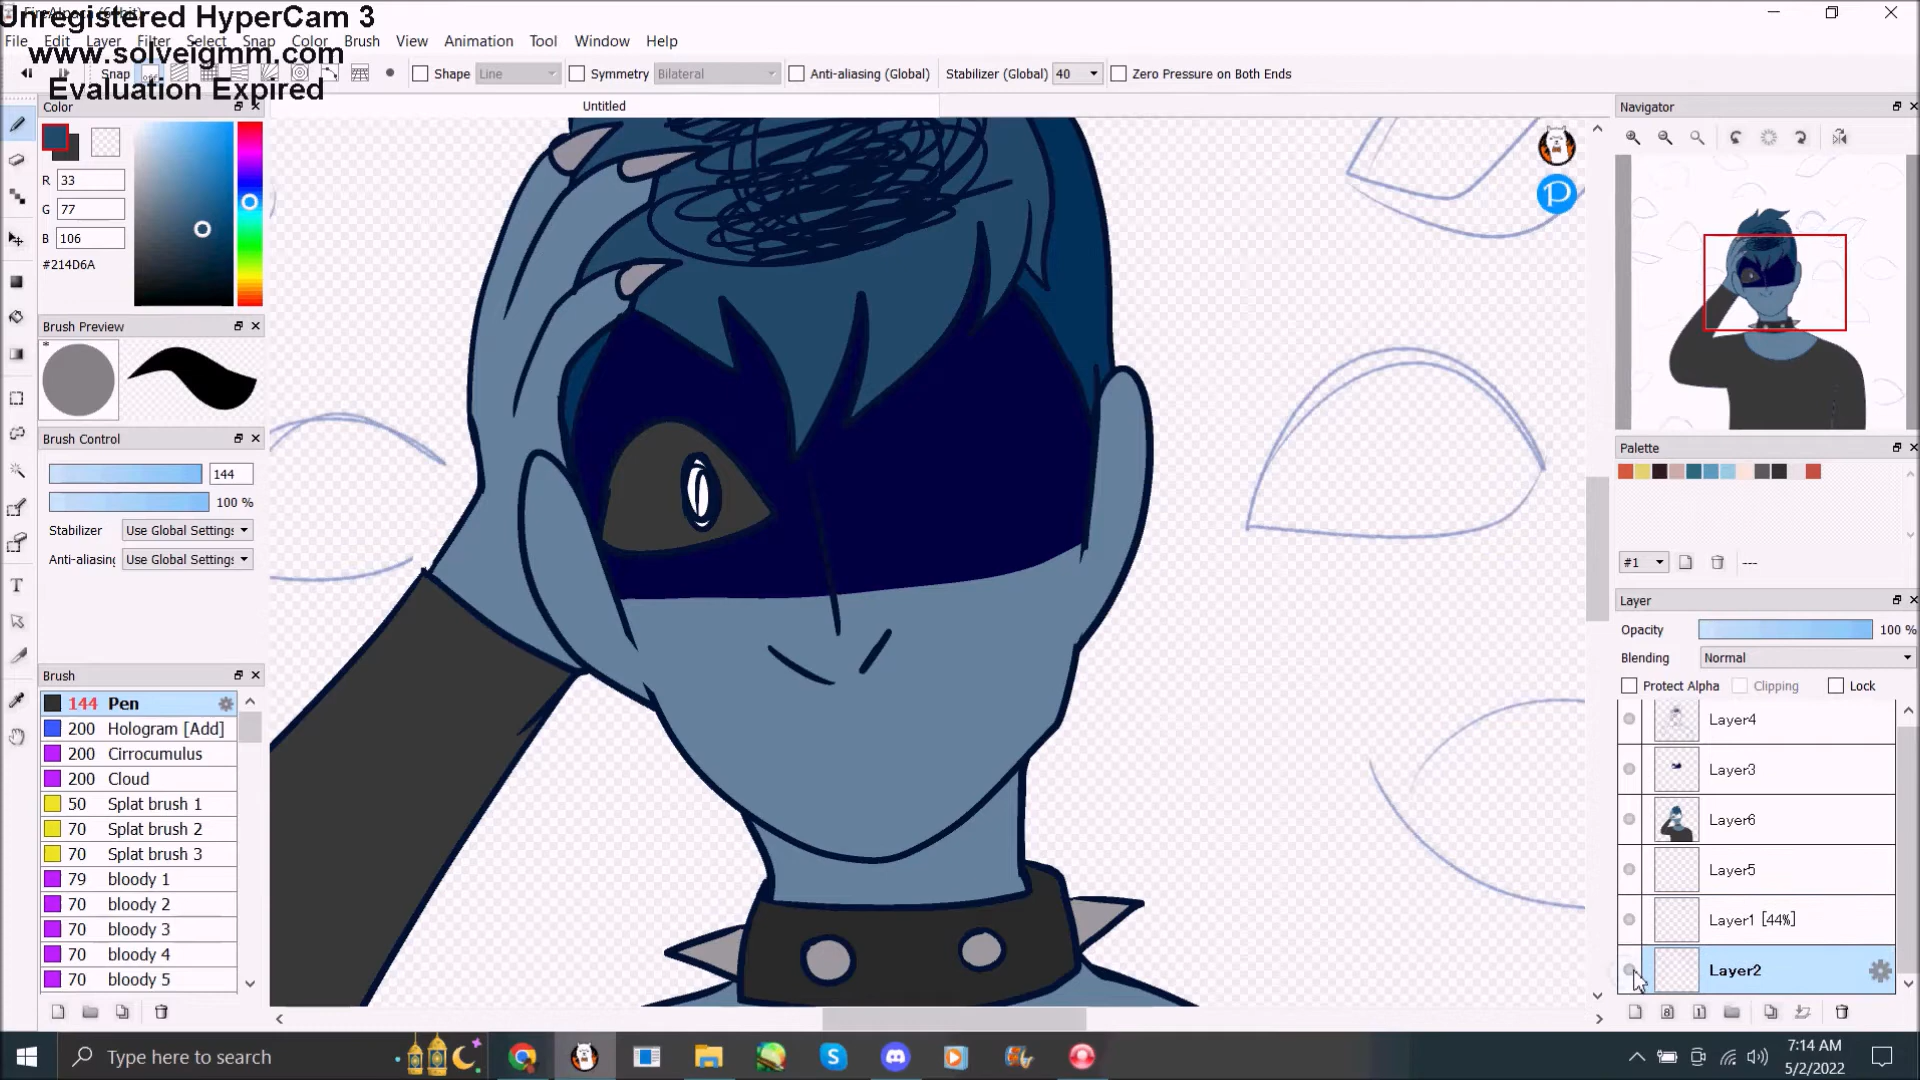 Unregistered HyperCam 3
www.solveigmm.com
Evaluation Expired
File Edit Layer Filter Select Snap Color Brush View Animation Tool Window Help
Snap Shape Line Symmetry Bilateral Anti-aliasing (Global) Stabilizer (Global) 40 Zero Pressure on Both Ends
Untitled
Color
R 33
G 77
B 106
#214D6A
Brush Preview
*
Brush Control
144
100 %
Stabilizer Use Global Settings
Anti-aliasing Use Global Settings
Brush
144 Pen
200 Hologram [Add]
200 Cirrocumulus
200 Cloud
50 Splat brush 1
70 Splat brush 2
70 Splat brush 3
79 bloody 1
70 bloody 2
70 bloody 3
70 bloody 4
70 bloody 5
P
Navigator
Palette
#1 ---
Layer
Opacity 100 %
Blending Normal
Protect Alpha Clipping Lock
Layer4
Layer3
Layer6
Layer5
Layer1 [44%]
Layer2
Type here to search
7:14 AM
5/2/2022